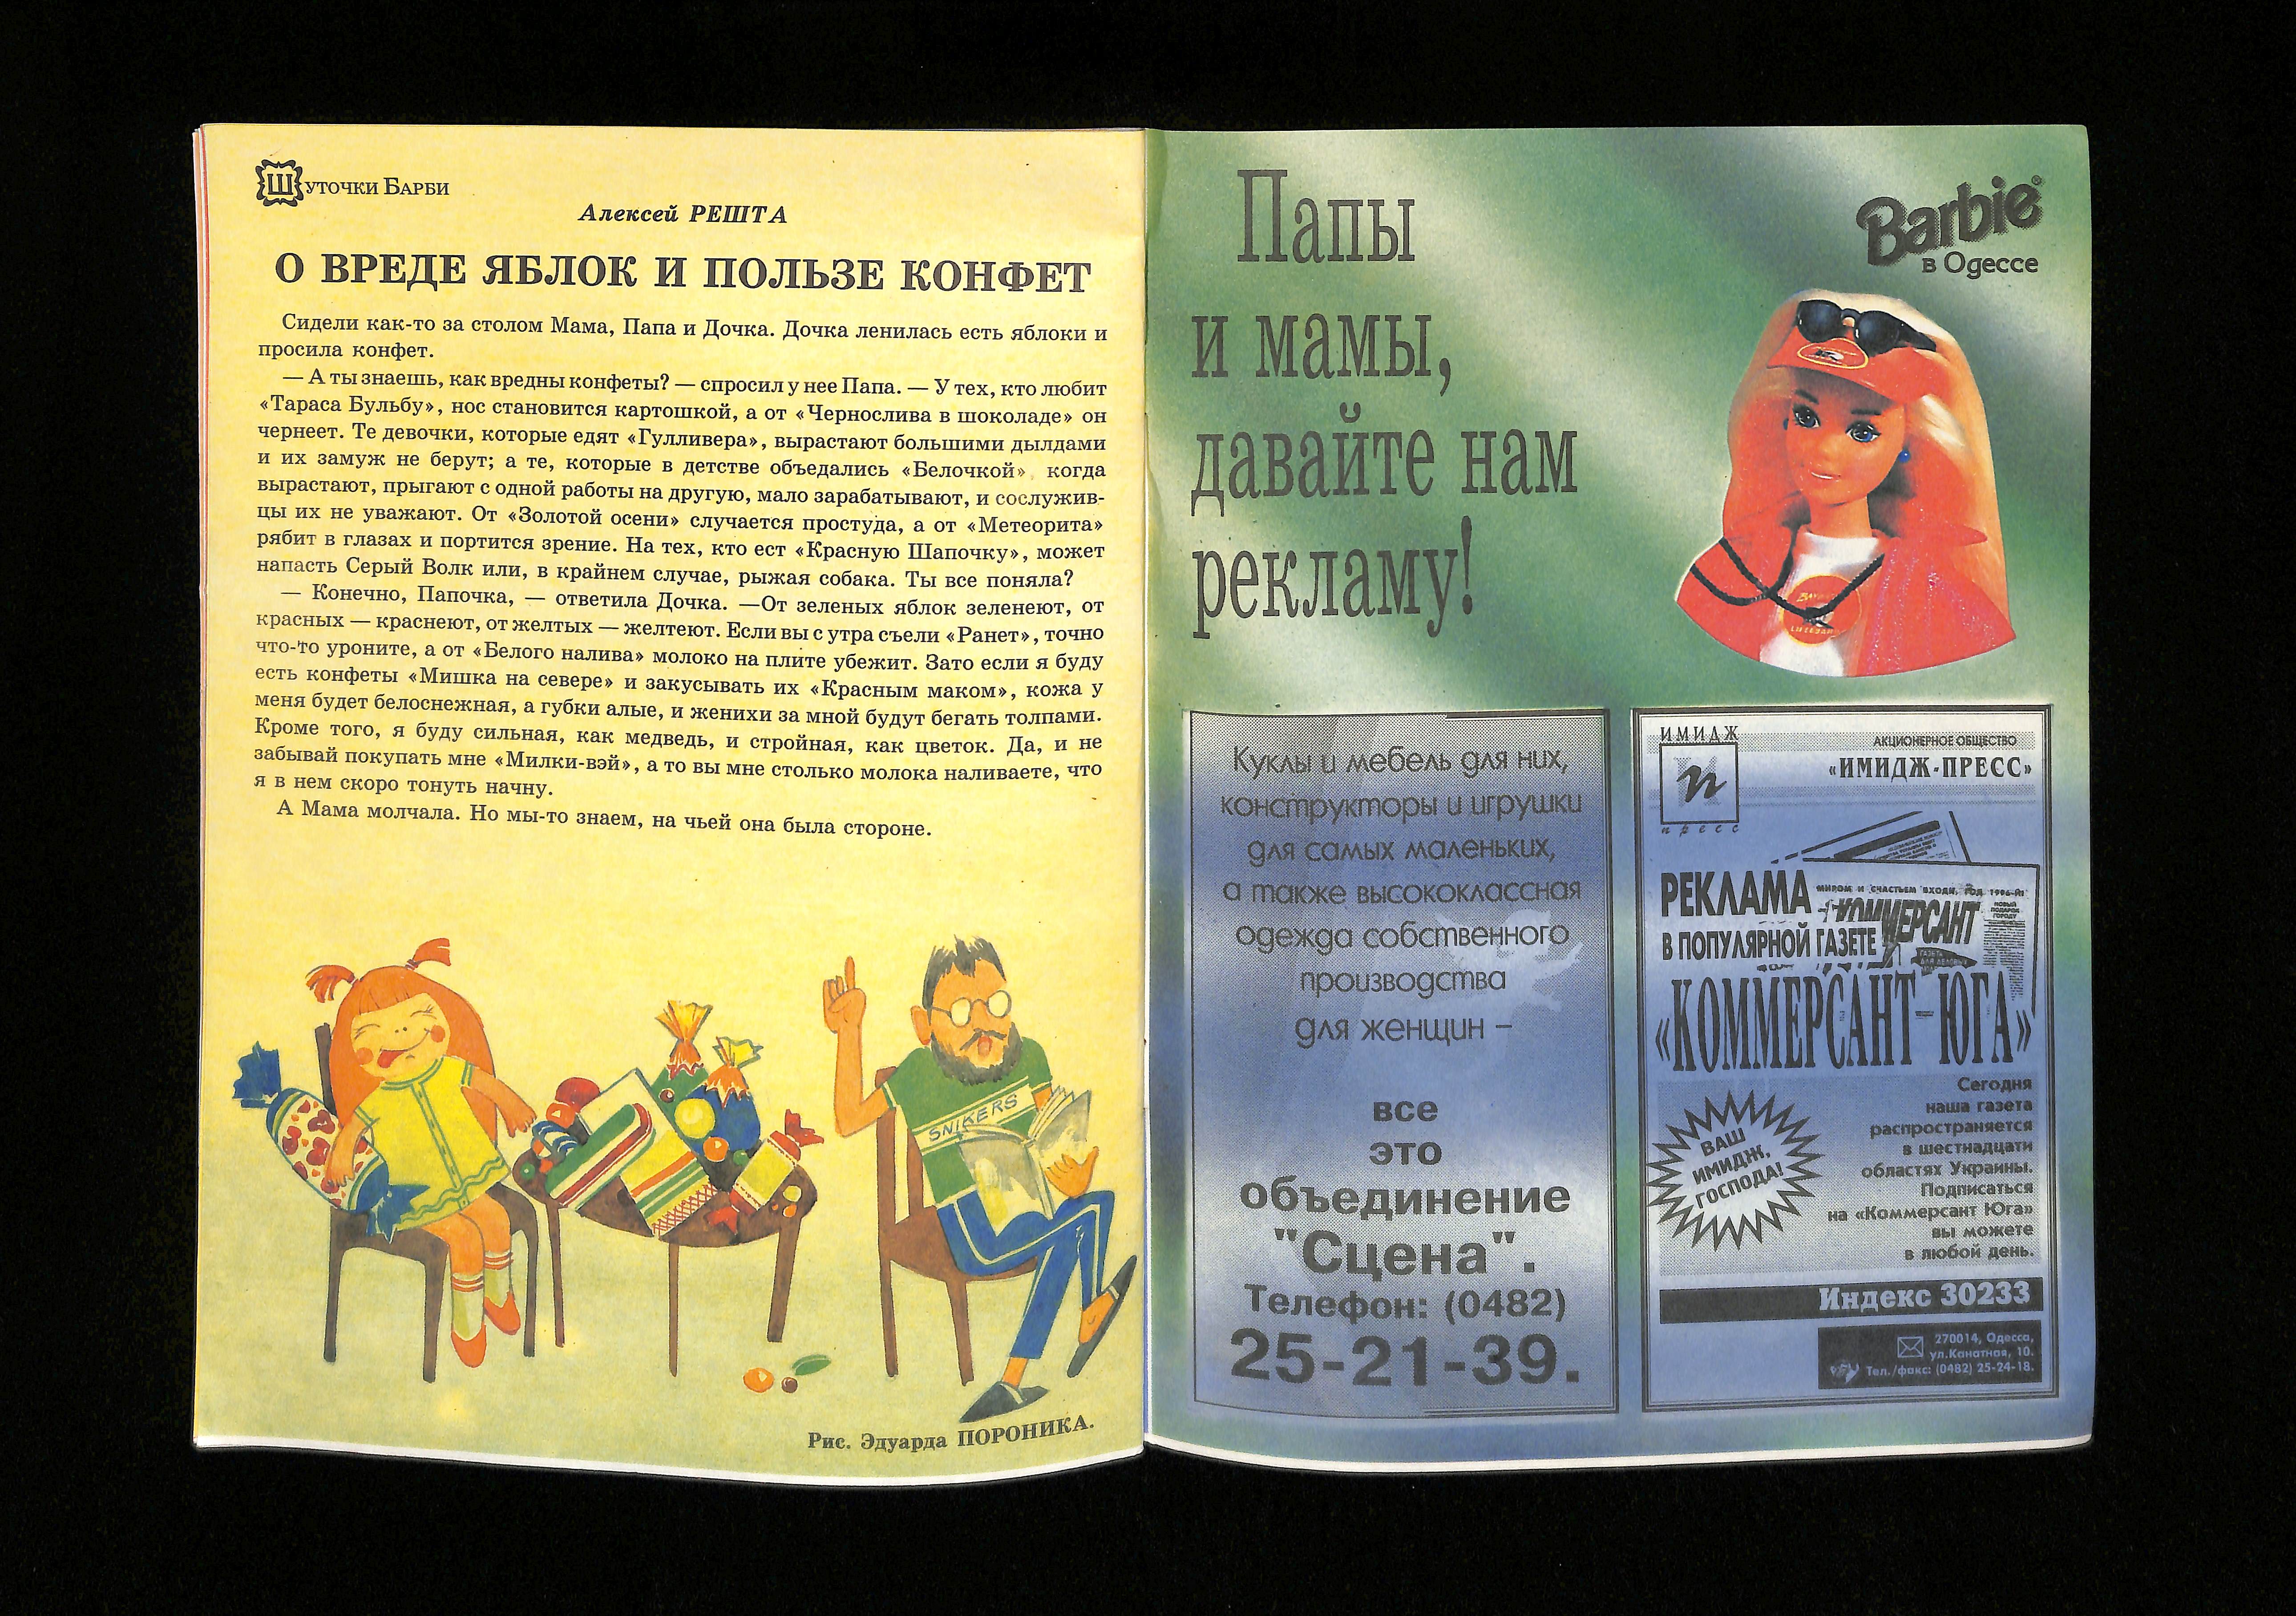 Шуточки Барби
Алексей РЕШТА
О ВРЕДЕ ЯБЛОК И ПОЛЬЗЕ КОНФЕТ
Сидели как-то за столом Мама, Папа и Дочка. Дочка ленилась есть яблоки и
просила конфет.
— А ты знаешь, как вредны конфеты? — спросил у нее Папа. — У тех, кто любит
«Тараса Бульбу», нос становится картошкой, а от «Чернослива в шоколаде» он
чернеет. Те девочки, которые едят «Гулливера», вырастают большими дылдами
и их замуж не берут; а те, которые в детстве объедались «Белочкой», когда
вырастают, прыгают с одной работы на другую, мало зарабатывают, и сослужив-
цы их не уважают. От «Золотой осени» случается простуда, а от «Метеорита»
рябит в глазах и портится зрение. На тех, кто ест «Красную Шапочку», может
напасть Серый Волк или, в крайнем случае, рыжая собака. Ты все поняла?
— Конечно, Папочка, — ответила Дочка. —От зеленых яблок зеленеют, от
красных — краснеют, от желтых — желтеют. Если вы с утра съели «Ранет», точно
что-то уроните, а от «Белого налива» молоко на плите убежит. Зато если я буду
есть конфеты «Мишка на севере» и закусывать их «Красным маком», кожа у
меня будет белоснежная, а губки алые, и женихи за мной будут бегать толпами.
Кроме того, я буду сильная, как медведь, и стройная, как цветок. Да, и не
забывай покупать мне «Милки-вэй», а то вы мне столько молока наливаете, что
я в нем скоро тонуть начну.
А Мама молчала. Но мы-то знаем, на чьей она была стороне.
SNIKERS
Рис. Эдуарда ПОРОНИКА.
Папы
и мамы,
давайте нам
рекламу!
Barbie®
в Одессе
Куклы и мебель для них,
конструкторы и игрушки
для самых маленьких,
а также высококлассная
одежда собственного
производства
для женщин –
все
это
объединение
"Сцена".
Телефон: (0482)
25-21-39.
ИМИДЖ
пресс
АКЦИОНЕРНОЕ ОБЩЕСТВО
«ИМИДЖ-ПРЕСС»
РЕКЛАМА
В ПОПУЛЯРНОЙ ГАЗЕТЕ
«КОММЕРСАНТ-ЮГА»
МИРОМ И СЧАСТЬЕМ ВХОДИ, ГОД 1996-Й!
КОММЕРСАНТ
ВАШ
ИМИДЖ,
ГОСПОДА!
Сегодня
наша газета
распространяется
в шестнадцати
областях Украины.
Подписаться
на «Коммерсант Юга»
вы можете
в любой день.
Индекс 30233
270014, Одесса,
ул.Канатная, 10.
Тел./факс: (0482) 25-24-18.